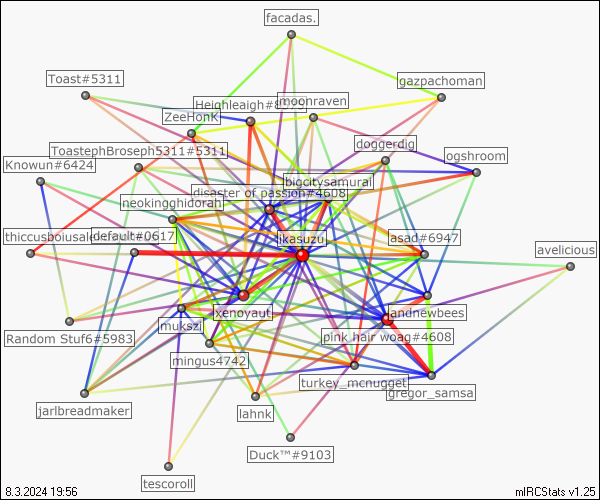 facadas.
Toast#5311
gazpachoman
moonraven
ZeeHonk
doggerdig
ToastephBroseph5311#5311
ogshroom
Knowun#6424
bigcitysamurai
disaster of passion#4608
neokingghidorah
default#0617
ikasuzu
asad#6947
avelicious
xenoyaut
andnewbees
mukszi
Random Stuf6#5983
pink hair woag#4608
mingus4742
turkey_mcnugget
gregor_samsa
jarlbreadmaker
lahnk
Duck™#9103
tescoroll
8.3.2024 19:56
mIRCStats v1.25